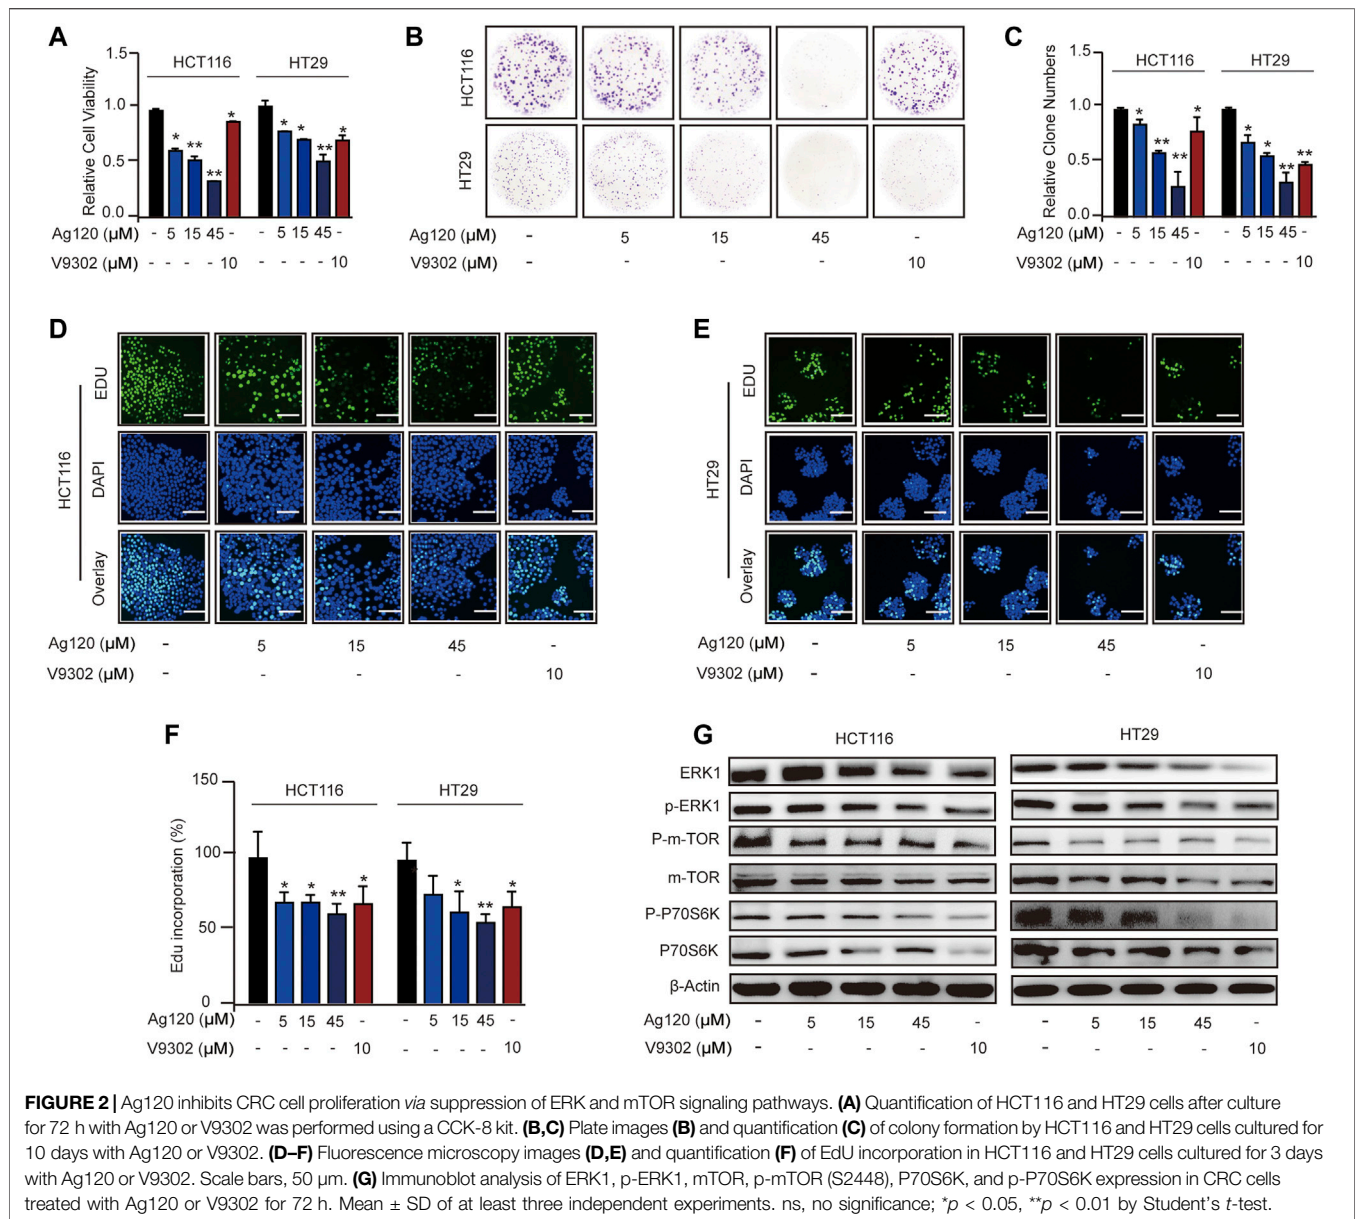 A
B
C
1.5
1.0
0.5
0.0
Relative Cell Viability
HCT116
HT29
* ** ** *
* * ** *
Ag120 (µM) - 5 15 45 - - 5 15 45 -
V9302 (µM) - - - - 10 - - - - 10
HCT116
HT29
- 5 15 45 -
- - - - 10
1.5
1.0
0.5
0.0
Relative Clone Numbers
HCT116
HT29
* ** ** *
* * ** **
Ag120 (µM) - 5 15 45 - - 5 15 45 -
V9302 (µM) - - - - 10 - - - - 10
D
HCT116
EDU
DAPI
Overlay
Ag120 (µM) - 5 15 45 -
V9302 (µM) - - - - 10
E
HT29
EDU
DAPI
Overlay
Ag120 (µM) - 5 15 45 -
V9302 (µM) - - - - 10
F
150
100
50
0
Edu incorporation (%)
HCT116
HT29
* * ** *
* ** *
Ag120 (µM) - 5 15 45 - - 5 15 45 -
V9302 (µM) - - - - 10 - - - - 10
G
HCT116
HT29
ERK1
p-ERK1
P-m-TOR
m-TOR
P-P70S6K
P70S6K
β-Actin
Ag120 (µM) - 5 15 45 - - 5 15 45 -
V9302 (µM) - - - - 10 - - - - 10
FIGURE 2 | Ag120 inhibits CRC cell proliferation via suppression of ERK and mTOR signaling pathways. (A) Quantification of HCT116 and HT29 cells after culture
for 72 h with Ag120 or V9302 was performed using a CCK-8 kit. (B,C) Plate images (B) and quantification (C) of colony formation by HCT116 and HT29 cells cultured for
10 days with Ag120 or V9302. (D–F) Fluorescence microscopy images (D,E) and quantification (F) of EdU incorporation in HCT116 and HT29 cells cultured for 3 days
with Ag120 or V9302. Scale bars, 50 µm. (G) Immunoblot analysis of ERK1, p-ERK1, mTOR, p-mTOR (S2448), P70S6K, and p-P70S6K expression in CRC cells
treated with Ag120 or V9302 for 72 h. Mean ± SD of at least three independent experiments. ns, no significance; *p < 0.05, **p < 0.01 by Student's t-test.